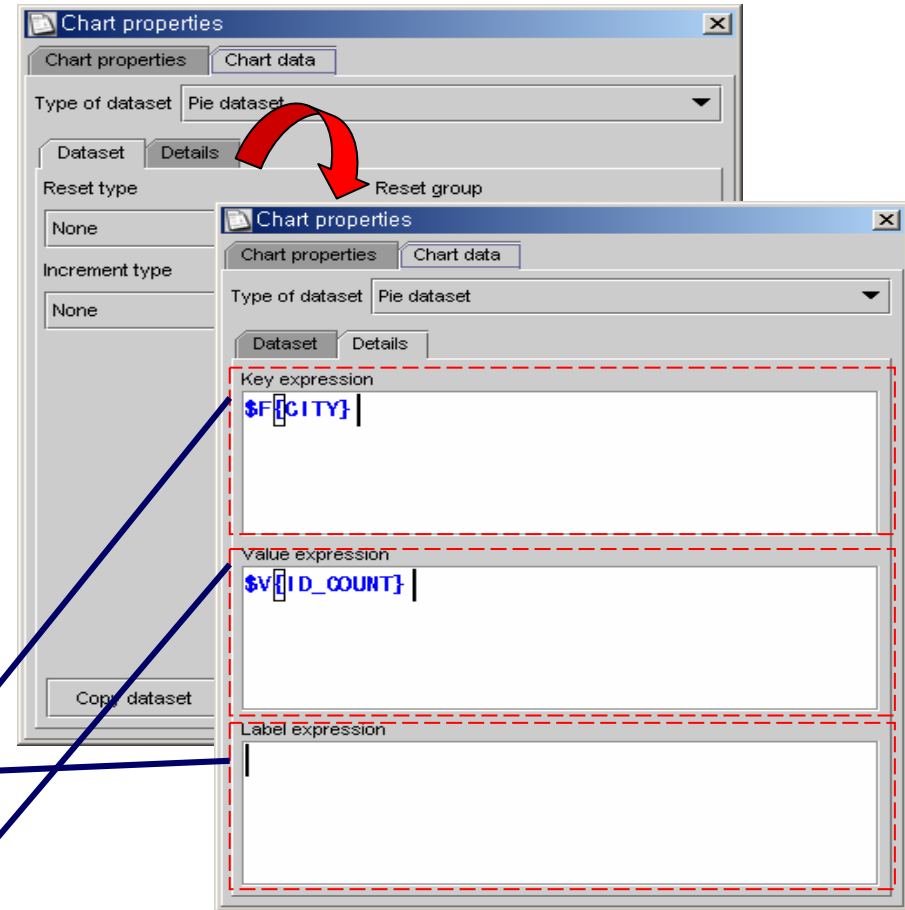 Chart properties
Chart properties Chart data
Type of dataset Pie dataset
Dataset Details
Reset type Reset group
None
Increment type
None
Copy dataset
Chart properties
Chart properties Chart data
Type of dataset Pie dataset
Dataset Details
Key expression
$F{CITY}
Value expression
$V{ID_COUNT}
Label expression